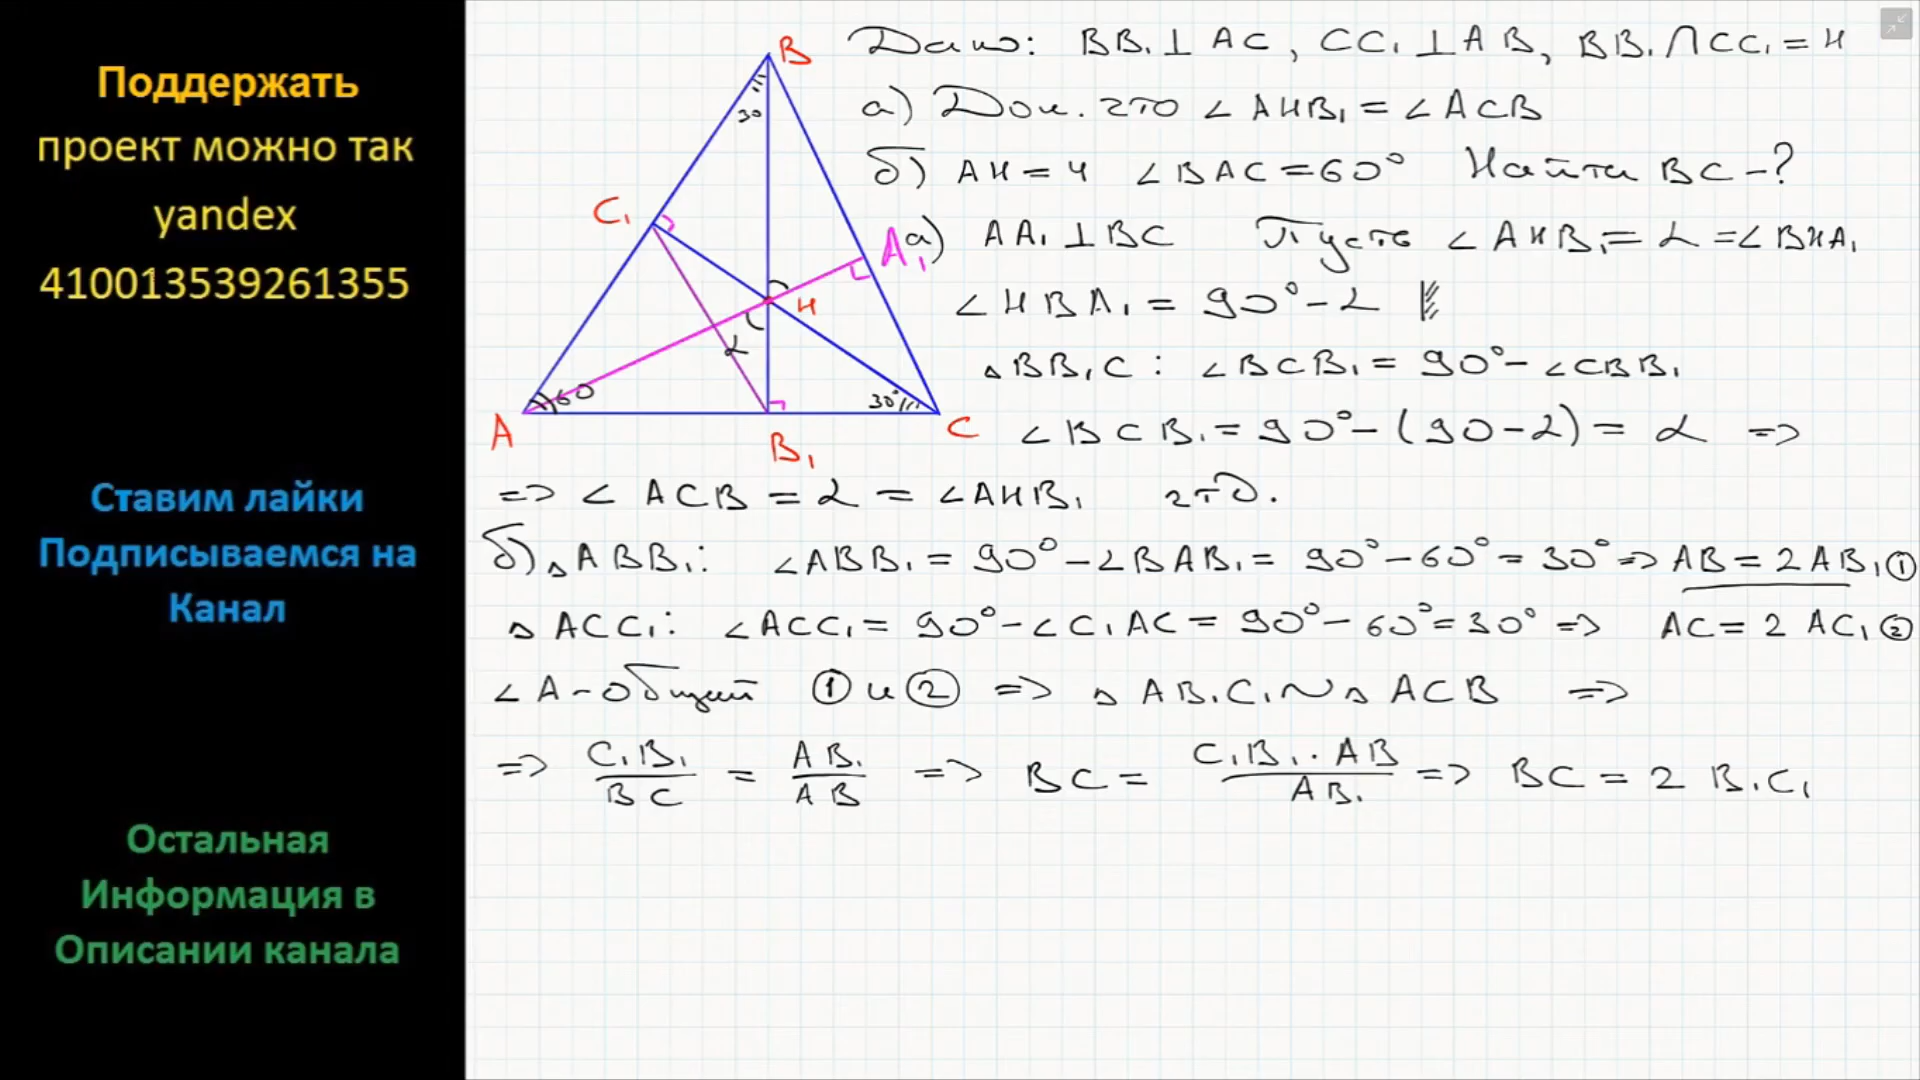 Поддержать
проект можно так
yandex
410013539261355
Ставим лайки
Подписываемся на
Канал
Остальная
Информация в
Описании канала
B
30
C₁
A₁
H
α
60
30°
A
B₁
C
Дано: BB₁ ⊥ AC, CC₁ ⊥ AB, BB₁ ∩ CC₁ = H
а) Док. что ∠AHB₁ = ∠ACB
б) AH = 4 ∠BAC = 60° Найти BC - ?
а) AA₁ ⊥ BC Пусть ∠AHB₁ = α = ∠BHA₁
∠HBA₁ = 90° - α
△BB₁C: ∠BCB₁ = 90° - ∠CBB₁
∠BCB₁ = 90° - (90 - α) = α =>
=> ∠ACB = α = ∠AHB₁ чтд.
б) △ABB₁: ∠ABB₁ = 90° - ∠BAB₁ = 90° - 60° = 30° => AB = 2AB₁ ①
△ACC₁: ∠ACC₁ = 90° - ∠C₁AC = 90° - 60° = 30° => AC = 2AC₁ ②
∠A - общий ① и ② => △AB₁C₁ ~ △ACB =>
=> C₁B₁/BC = AB₁/AB => BC = C₁B₁·AB/AB₁ => BC = 2B₁C₁